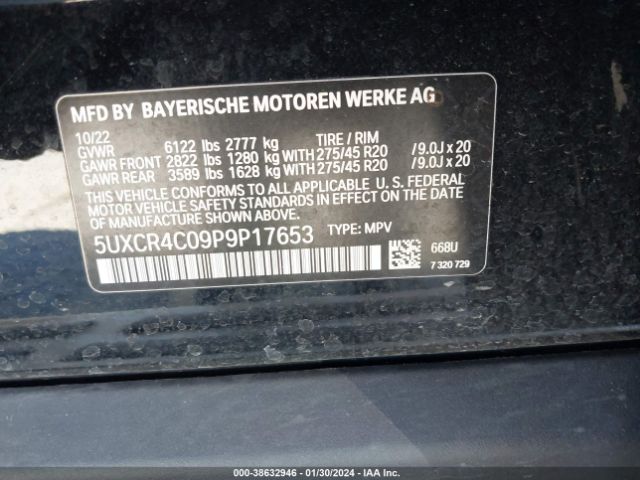 MFD BY BAYERISCHE MOTOREN WERKE AG
10/22
GVWR 6122 lbs 2777 kg TIRE / RIM
GAWR FRONT 2822 lbs 1280 kg WITH 275/45 R20 / 9.0J x 20
GAWR REAR 3589 lbs 1628 kg WITH 275/45 R20 / 9.0J x 20
THIS VEHICLE CONFORMS TO ALL APPLICABLE U. S. FEDERAL
MOTOR VEHICLE SAFETY STANDARDS IN EFFECT ON THE DATE
OF MANUFACTURE SHOWN ABOVE.
5UXCR4C09P9P17653 TYPE: MPV
668U
7 320 729
000-38632946 - 01/30/2024 - IAA Inc.